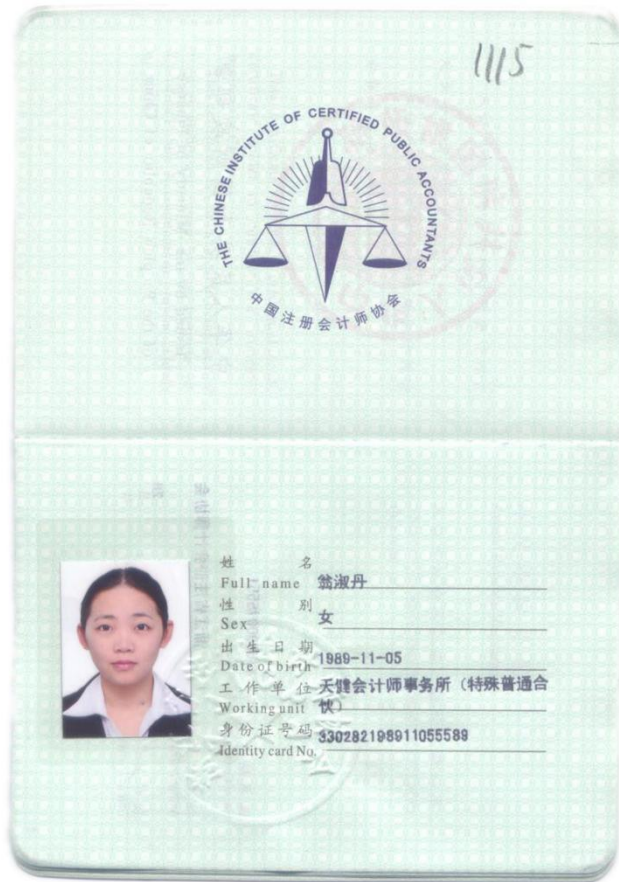 1115
THE CHINESE INSTITUTE OF CERTIFIED PUBLIC ACCOUNTANTS
中国注册会计师协会
姓 名
Full name 翁淑丹
性 别
Sex 女
出生日期
Date of birth 1989-11-05
工作单位 天健会计师事务所（特殊普通合
Working unit 伙）
身份证号码 330282198911055589
Identity card No.